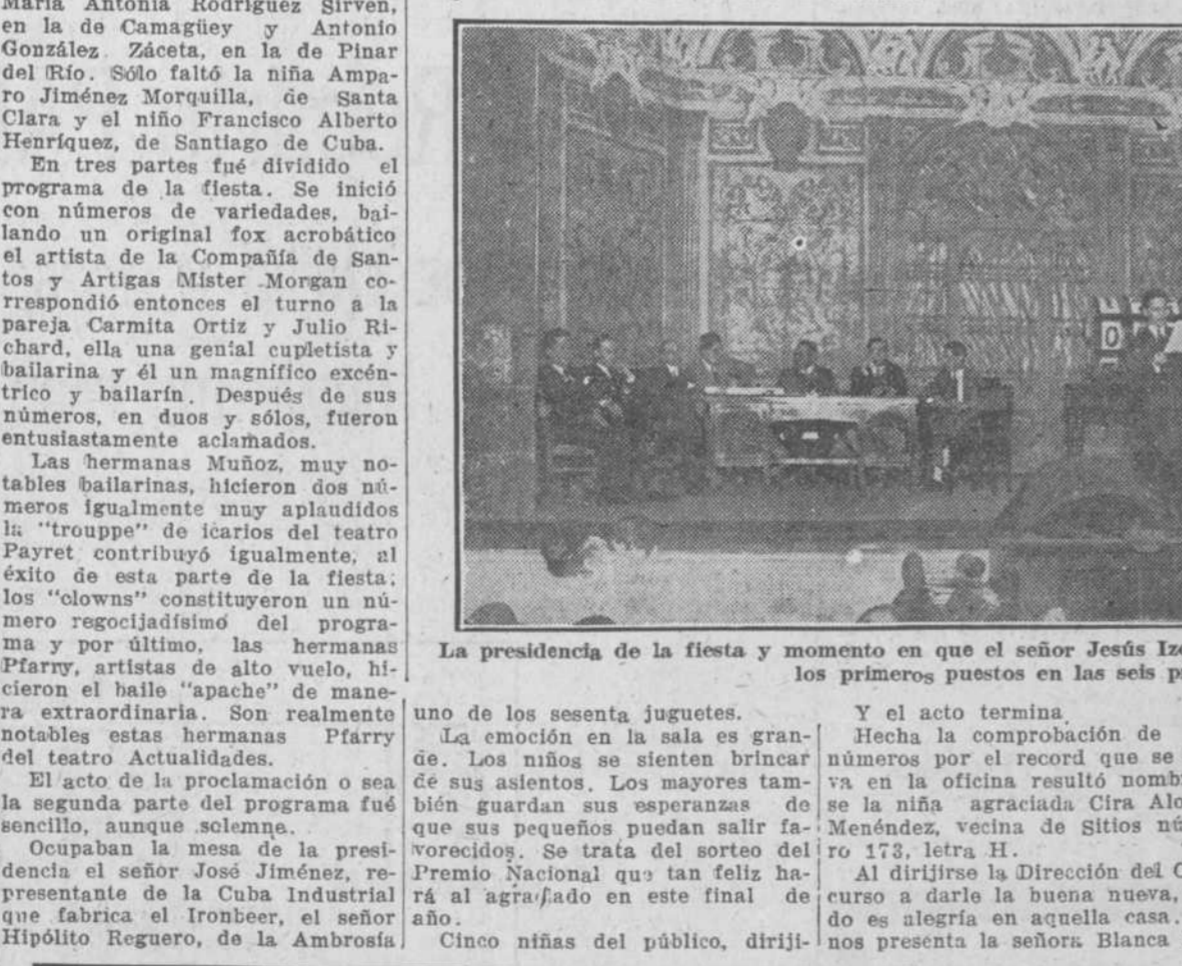 María Antonia Rodríguez Sirven,
en la de Camagüey y Antonio
González Záceta, en la de Pinar
del Río. Sólo faltó la niña Ampa-
ro Jiménez Morquilla, de Santa
Clara y el niño Francisco Alberto
Henríquez, de Santiago de Cuba.
En tres partes fué dividido el
programa de la fiesta. Se inició
con números de variedades, bai-
lando un original fox acrobático
el artista de la Compañía de San-
tos y Artigas Mister Morgan co-
rrespondió entonces el turno a la
pareja Carmita Ortiz y Julio Ri-
chard, ella una genial cupletista y
bailarina y él un magnífico excén-
trico y bailarín. Después de sus
números, en duos y sólos, fueron
entusiastamente aclamados.
Las hermanas Muñoz, muy no-
tables bailarinas, hicieron dos nú-
meros igualmente muy aplaudidos
la "trouppe" de icarios del teatro
Payret contribuyó igualmente, al
éxito de esta parte de la fiesta;
los "clowns" constituyeron un nú-
mero regocijadísimo del progra-
ma y por último, las hermanas
Pfarny, artistas de alto vuelo, hi-
cieron el baile "apache" de mane-
ra extraordinaria. Son realmente
notables estas hermanas Pfarry
del teatro Actualidades.
El acto de la proclamación o sea
la segunda parte del programa fué
sencillo, aunque solemne.
Ocupaban la mesa de la presi-
dencia el señor José Jiménez, re-
presentante de la Cuba Industrial
que fabrica el Ironbeer, el señor
Hipólito Reguero, de la Ambrosía
0
La presidencia de la fiesta y momento en que el señor Jesús Iz
los primeros puestos en las seis p
uno de los sesenta juguetes.
La emoción en la sala es gran-
de. Los niños se sienten brincar
de sus asientos. Los mayores tam-
bién guardan sus esperanzas de
que sus pequeños puedan salir fa-
vorecidos. Se trata del sorteo del
Premio Nacional que tan feliz ha-
rá al agraciado en este final de
año.
Cinco niñas del público, diriji-
Y el acto termina.
Hecha la comprobación de
números por el record que se
va en la oficina resultó nomb
se la niña agraciada Cira Alo
Menéndez, vecina de Sitios nú
ro 173, letra H.
Al dirijirse la Dirección del C
curso a darle la buena nueva,
do es alegría en aquella casa.
nos presenta la señora Blanca